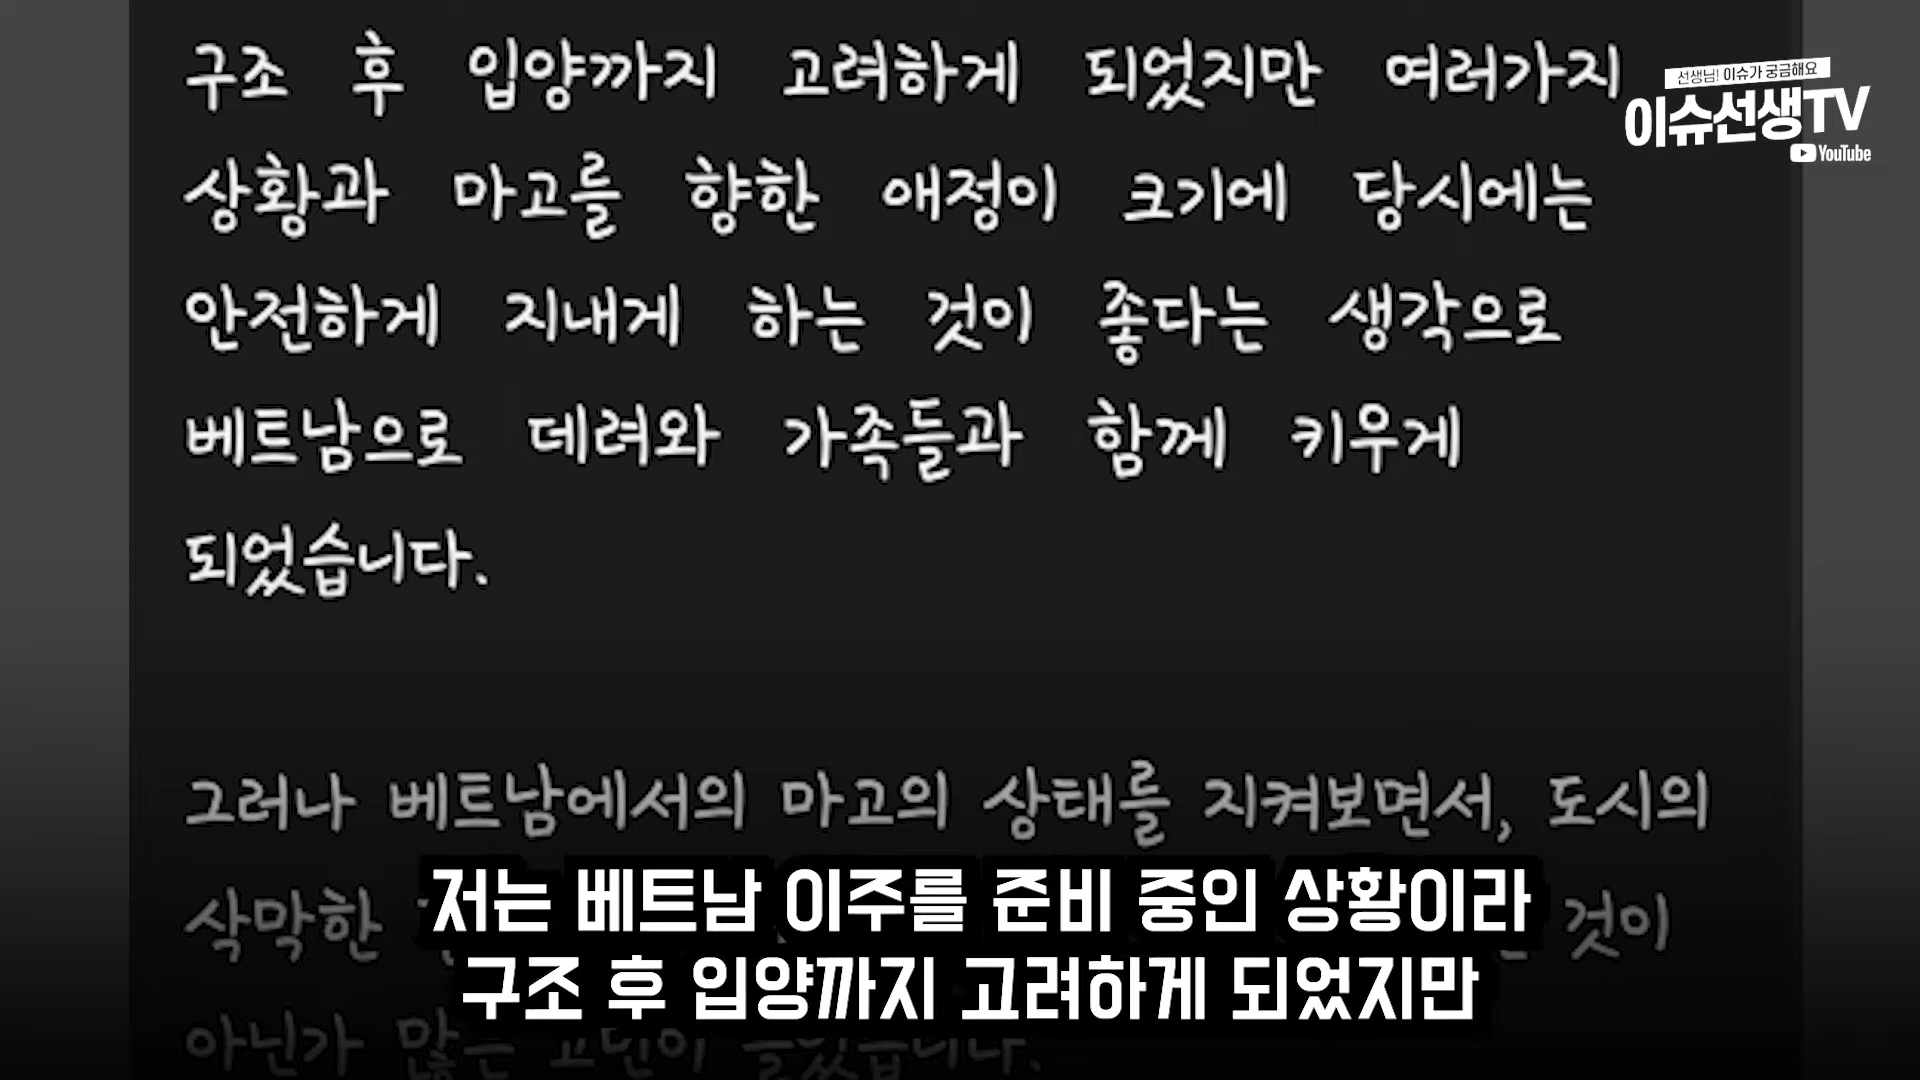 구조 후 입양까지 고려하게 되었지만 여러가지
선생님! 이슈가 궁금해요
이슈선생TV
YouTube
상황과 마고를 향한 애정이 크기에 당시에는
안전하게 지내게 하는 것이 좋다는 생각으로
베트남으로 데려와 가족들과 함께 키우게
되었습니다.
그러나 베트남에서의 마고의 상태를 지켜보면서, 도시의
삭막한 것이
저는 베트남 이주를 준비 중인 상황이라
구조 후 입양까지 고려하게 되었지만
아닌가 많은